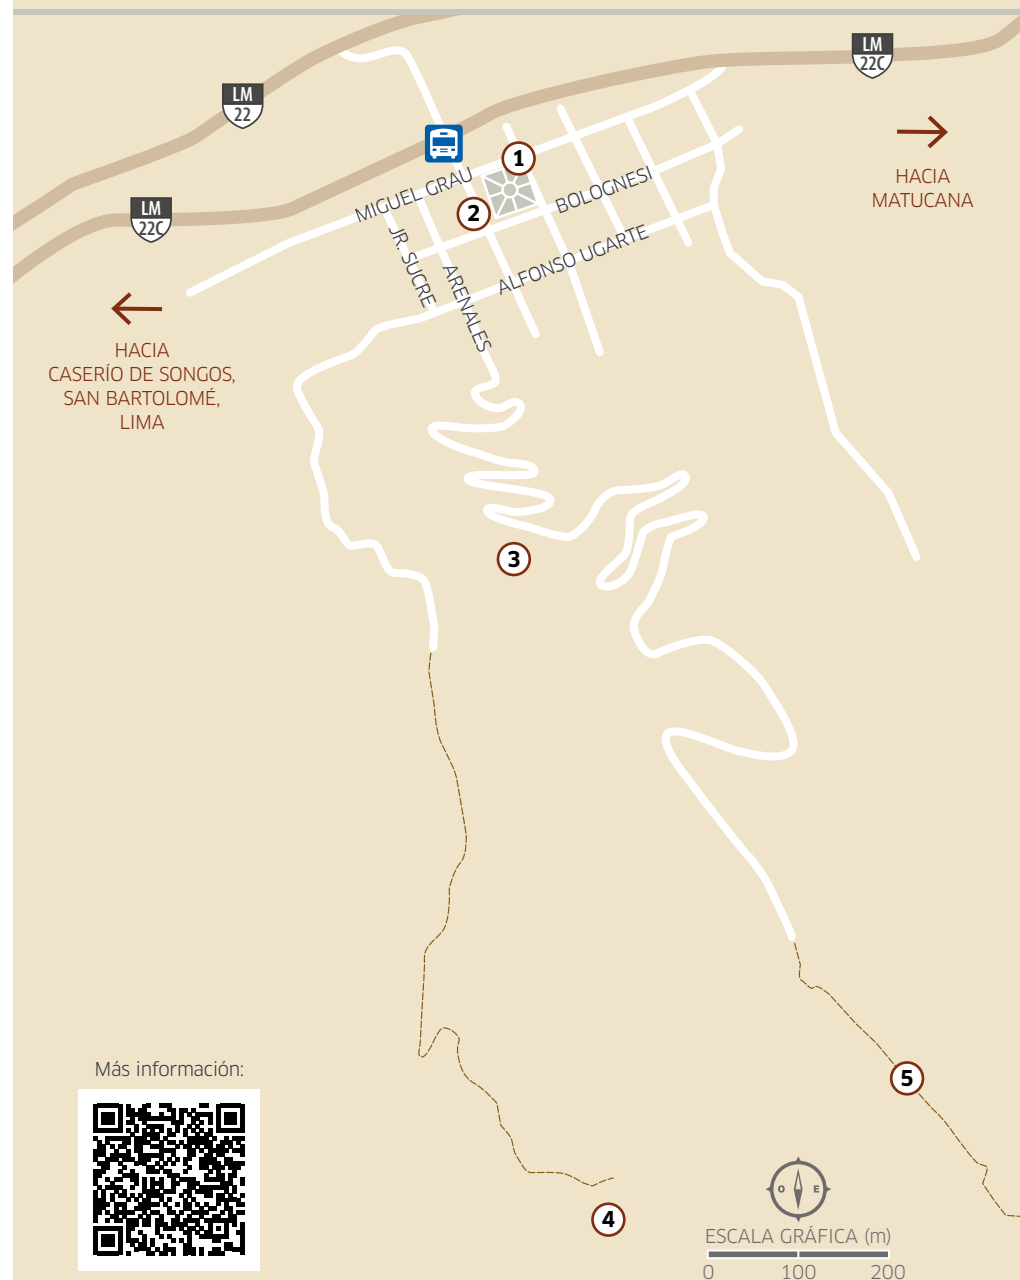 LM
22C
LM
22
1
HACIA
MATUCANA
MIGUEL GRAU
BOLOGNESI
LM
22C
2
JR. SUCRE
ARENALES
ALFONSO UGARTE
HACIA
CASERÍO DE SONGOS,
SAN BARTOLOMÉ,
LIMA
3
Más información:
5
4
O E
ESCALA GRÁFICA (m)
0 100 200